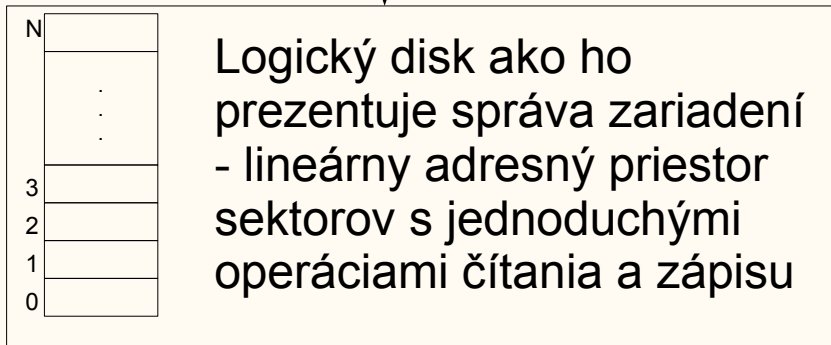 N
.
.
.
3
2
1
0
Logický disk ako ho
prezentuje správa zariadení
- lineárny adresný priestor
sektorov s jednoduchými
operáciami čítania a zápisu